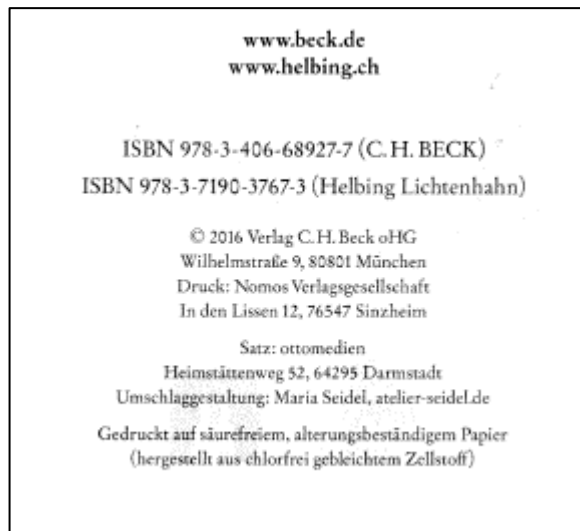 www.beck.de
www.helbing.ch
ISBN 978-3-406-68927-7 (C. H. BECK)
ISBN 978-3-7190-3767-3 (Helbing Lichtenhahn)
© 2016 Verlag C. H. Beck oHG
Wilhelmstraße 9, 80801 München
Druck: Nomos Verlagsgesellschaft
In den Lissen 12, 76547 Sinzheim
Satz: ottomedien
Heimstättenweg 52, 64295 Darmstadt
Umschlaggestaltung: Maria Seidel, atelier-seidel.de
Gedruckt auf säurefreiem, alterungsbeständigem Papier
(hergestellt aus chlorfrei gebleichtem Zellstoff)